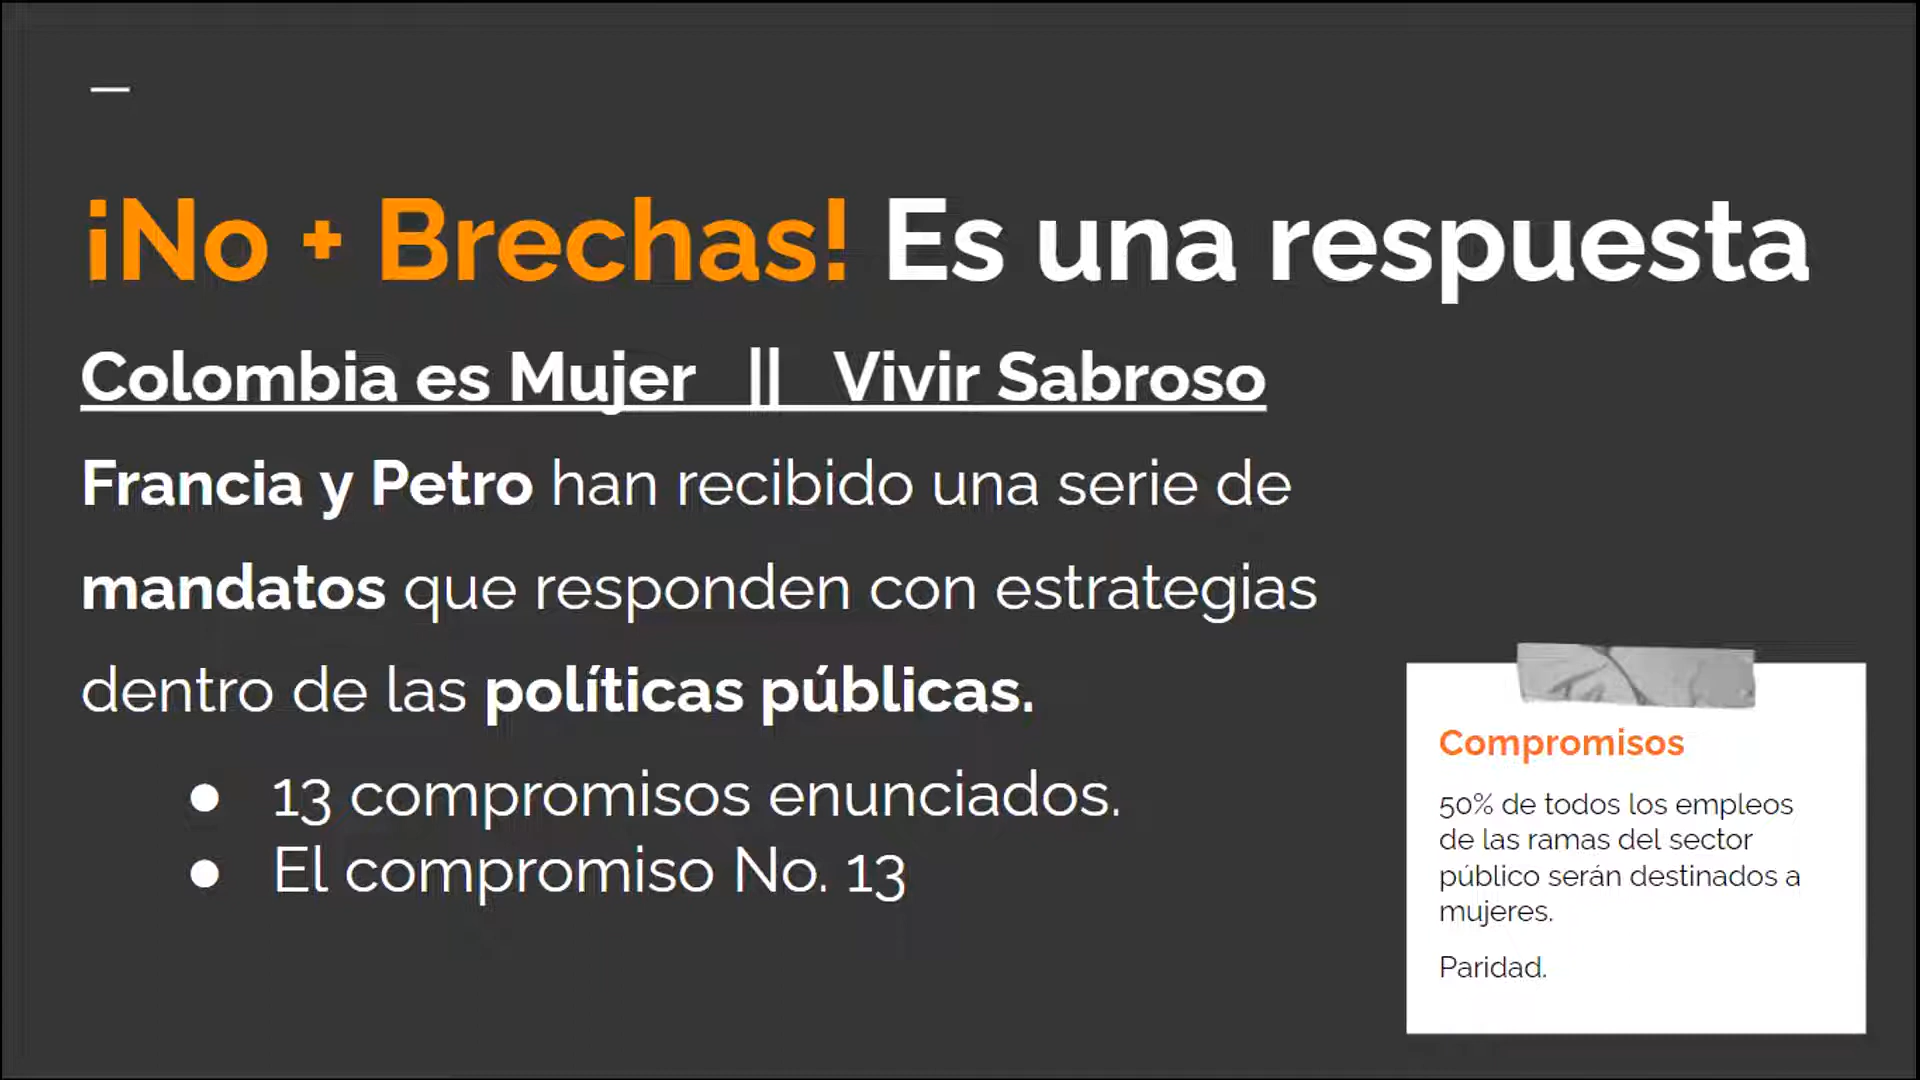 ¡No + Brechas! Es una respuesta
Colombia es Mujer || Vivir Sabroso
Francia y Petro han recibido una serie de
mandatos que responden con estrategias
dentro de las políticas públicas.
● 13 compromisos enunciados.
● El compromiso No. 13
Compromisos
50% de todos los empleos
de las ramas del sector
público serán destinados a
mujeres.
Paridad.